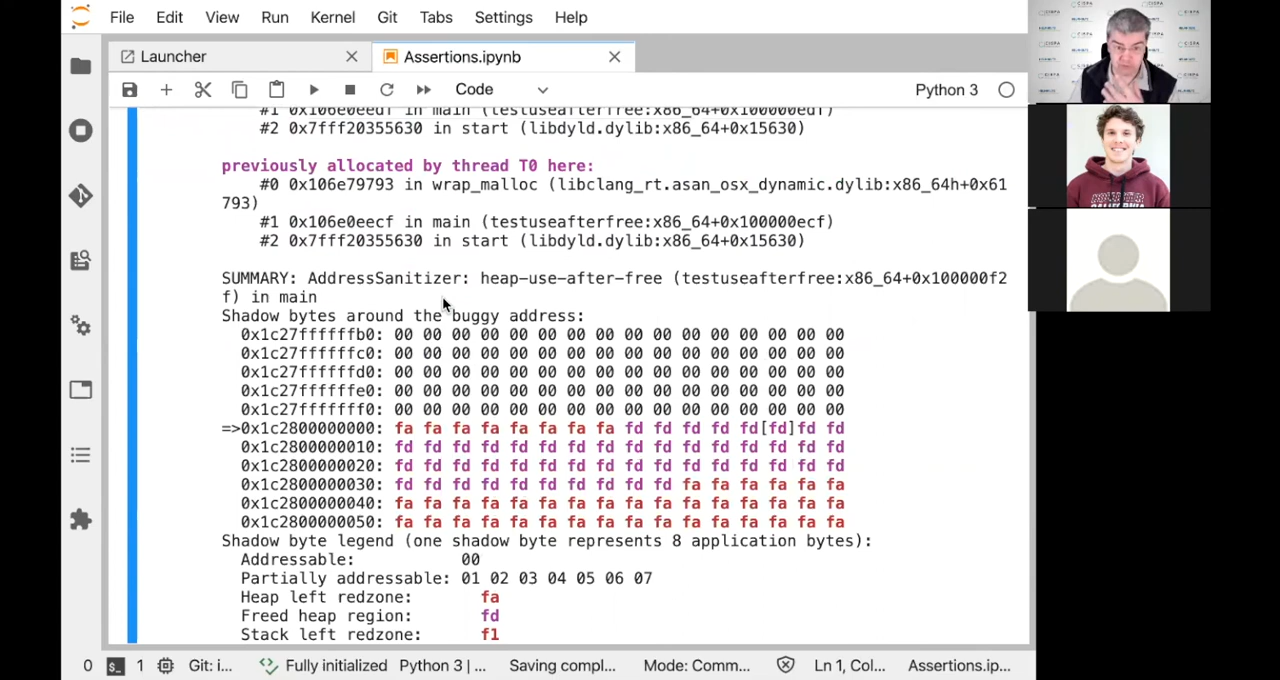 File Edit View Run Kernel Git Tabs Settings Help
Launcher
Assertions.ipynb
Code
Python 3
#1 0x106e0eedf in main (testuseafterfree:x86_64+0x100000edf)
#2 0x7fff20355630 in start (libdyld.dylib:x86_64+0x15630)
previously allocated by thread T0 here:
#0 0x106e79793 in wrap_malloc (libclang_rt.asan_osx_dynamic.dylib:x86_64h+0x61
793)
#1 0x106e0eecf in main (testuseafterfree:x86_64+0x100000ecf)
#2 0x7fff20355630 in start (libdyld.dylib:x86_64+0x15630)
SUMMARY: AddressSanitizer: heap-use-after-free (testuseafterfree:x86_64+0x100000f2
f) in main
Shadow bytes around the buggy address:
0x1c27ffffffb0: 00 00 00 00 00 00 00 00 00 00 00 00 00 00 00 00
0x1c27ffffffc0: 00 00 00 00 00 00 00 00 00 00 00 00 00 00 00 00
0x1c27ffffffd0: 00 00 00 00 00 00 00 00 00 00 00 00 00 00 00 00
0x1c27ffffffe0: 00 00 00 00 00 00 00 00 00 00 00 00 00 00 00 00
0x1c27fffffff0: 00 00 00 00 00 00 00 00 00 00 00 00 00 00 00 00
=>0x1c2800000000: fa fa fa fa fa fa fa fa fd fd fd fd fd[fd]fd fd
0x1c2800000010: fd fd fd fd fd fd fd fd fd fd fd fd fd fd fd fd
0x1c2800000020: fd fd fd fd fd fd fd fd fd fd fd fd fd fd fd fd
0x1c2800000030: fd fd fd fd fd fd fd fd fd fd fa fa fa fa fa fa
0x1c2800000040: fa fa fa fa fa fa fa fa fa fa fa fa fa fa fa fa
0x1c2800000050: fa fa fa fa fa fa fa fa fa fa fa fa fa fa fa fa
Shadow byte legend (one shadow byte represents 8 application bytes):
Addressable: 00
Partially addressable: 01 02 03 04 05 06 07
Heap left redzone: fa
Freed heap region: fd
Stack left redzone: f1
0 1 Git: i... Fully initialized Python 3 | ... Saving compl... Mode: Comm... Ln 1, Col... Assertions.ip...